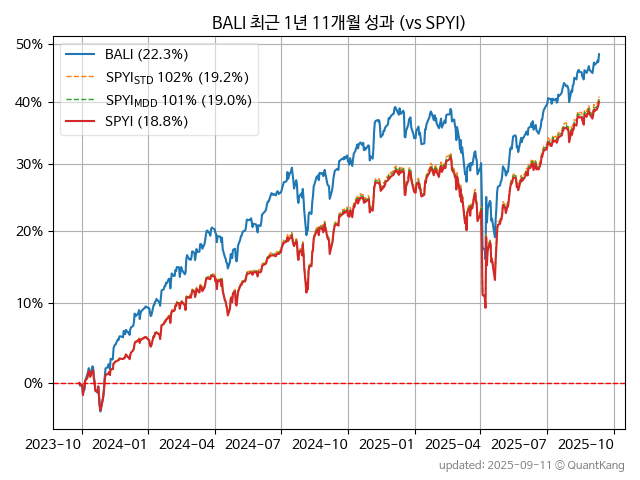 BALI 최근 1년 11개월 성과 (vs SPYI)
BALI (22.3%)
SPYI_STD 102% (19.2%)
SPYI_MDD 101% (19.0%)
SPYI (18.8%)
50%
40%
30%
20%
10%
0%
2023-10 2024-01 2024-04 2024-07 2024-10 2025-01 2025-04 2025-07 2025-10
updated: 2025-09-11 © QuantKang